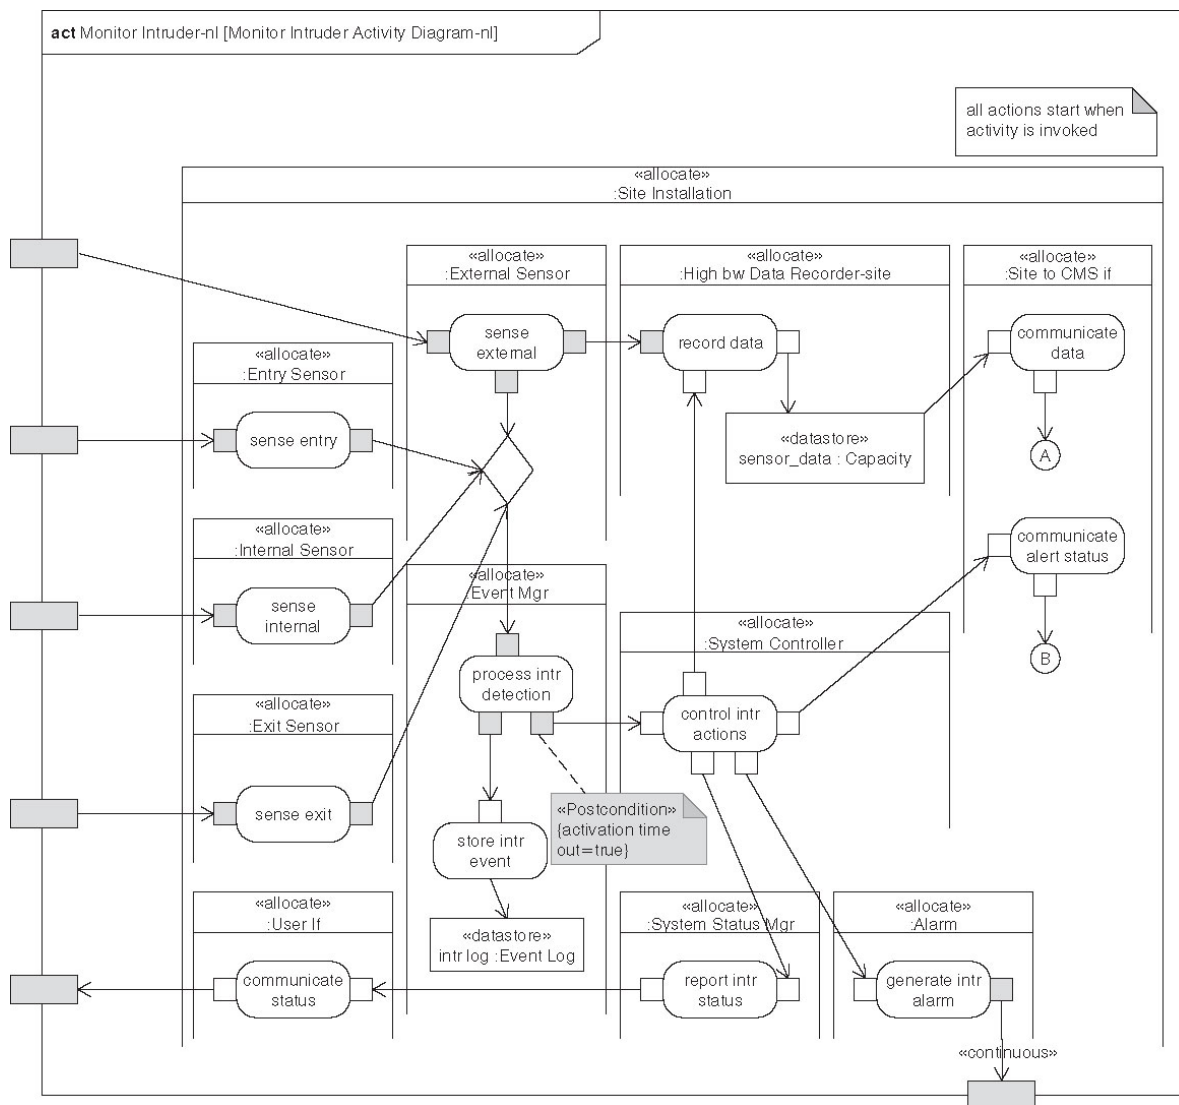 act Monitor Intruder-nl [Monitor Intruder Activity Diagram-nl]
all actions start when
activity is invoked
«allocate»
:Site Installation
«allocate»
:External Sensor
«allocate»
:High bw Data Recorder-site
«allocate»
:Site to CMS if
sense
external
record data
communicate
data
«allocate»
:Entry Sensor
sense entry
«datastore»
sensor_data : Capacity
A
«allocate»
:Internal Sensor
communicate
alert status
«allocate»
:Event Mgr
sense
internal
«allocate»
:System Controller
B
process intr
detection
control intr
actions
«allocate»
:Exit Sensor
sense exit
«Postcondition»
{activation time
out=true}
store intr
event
«allocate»
:User If
«datastore»
intr log :Event Log
«allocate»
:System Status Mgr
«allocate»
:Alarm
communicate
status
report intr
status
generate intr
alarm
«continuous»